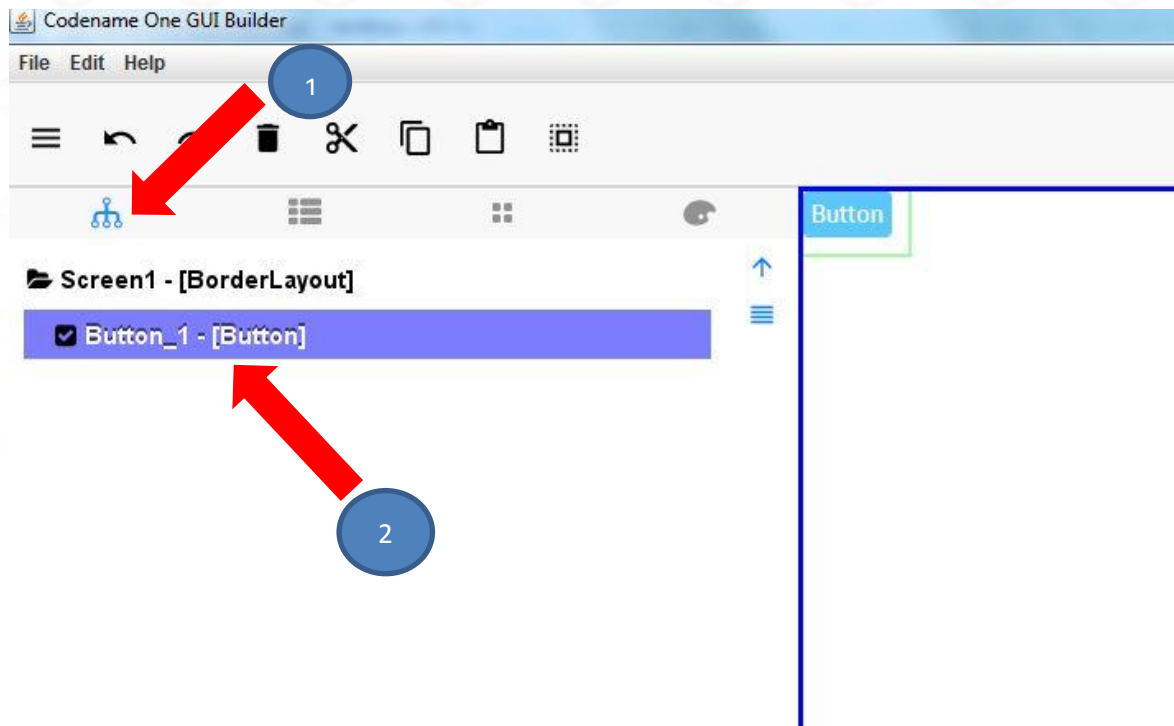 Codename One GUI Builder
File Edit Help
1
Button
Screen1 - [BorderLayout]
Button_1 - [Button]
2